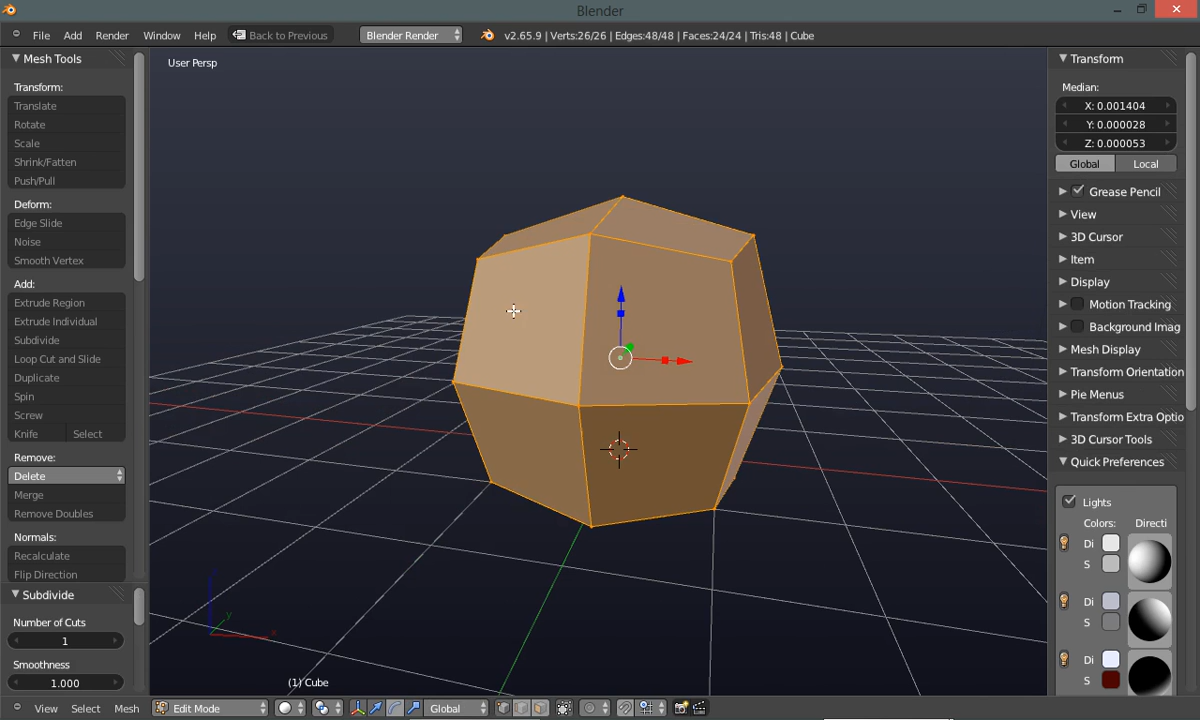 Blender
File Add Render Window Help Back to Previous Blender Render v2.65.9 | Verts:26/26 | Edges:48/48 | Faces:24/24 | Tris:48 | Cube
Mesh Tools
Transform:
Translate
Rotate
Scale
Shrink/Fatten
Push/Pull
Deform:
Edge Slide
Noise
Smooth Vertex
Add:
Extrude Region
Extrude Individual
Subdivide
Loop Cut and Slide
Duplicate
Spin
Screw
Knife Select
Remove:
Delete
Merge
Remove Doubles
Normals:
Recalculate
Flip Direction
Subdivide
Number of Cuts
1
Smoothness
1.000
User Persp
(1) Cube
Transform
Median:
X: 0.001404
Y: 0.000028
Z: 0.000053
Global Local
Grease Pencil
View
3D Cursor
Item
Display
Motion Tracking
Background Imag
Mesh Display
Transform Orientation
Pie Menus
Transform Extra Optio
3D Cursor Tools
Quick Preferences
Lights
Colors: Directi
Di
S
Di
S
Di
S
View Select Mesh Edit Mode Global